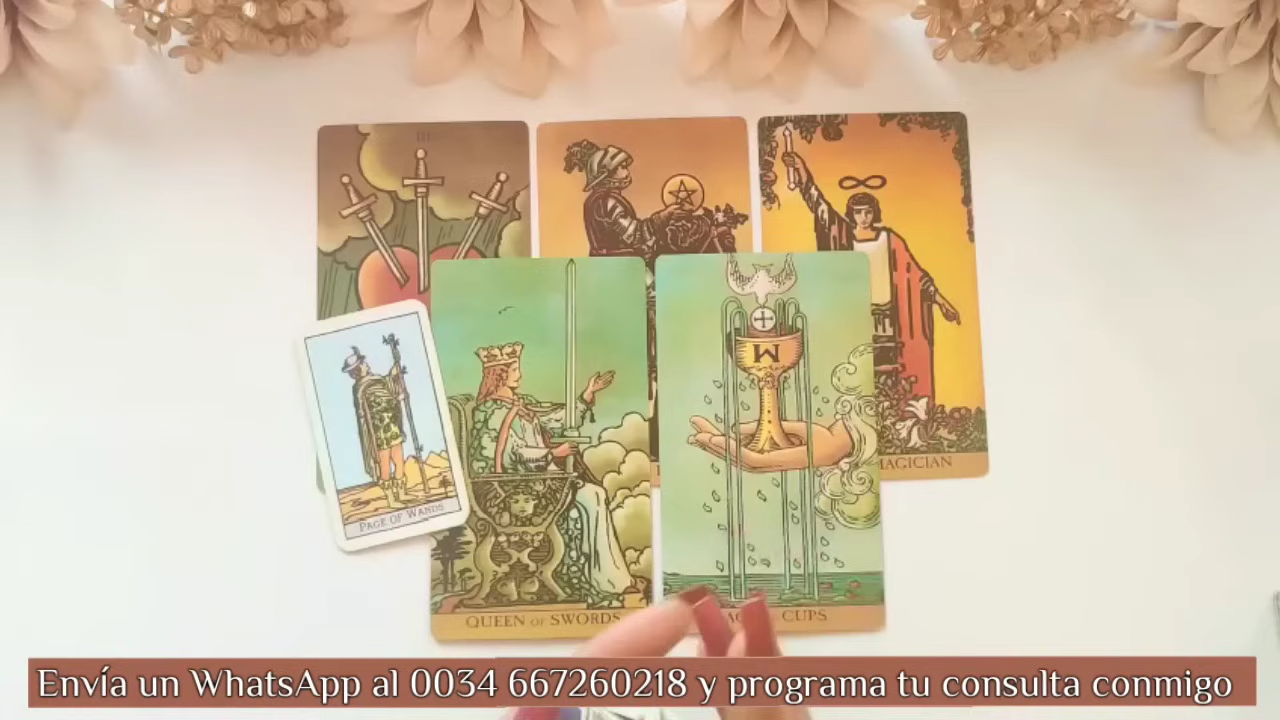 III
MAGICIAN
PAGE OF WANDS
W
QUEEN OF SWORDS
CUPS
Envía un WhatsApp al 0034 667260218 y programa tu consulta conmigo